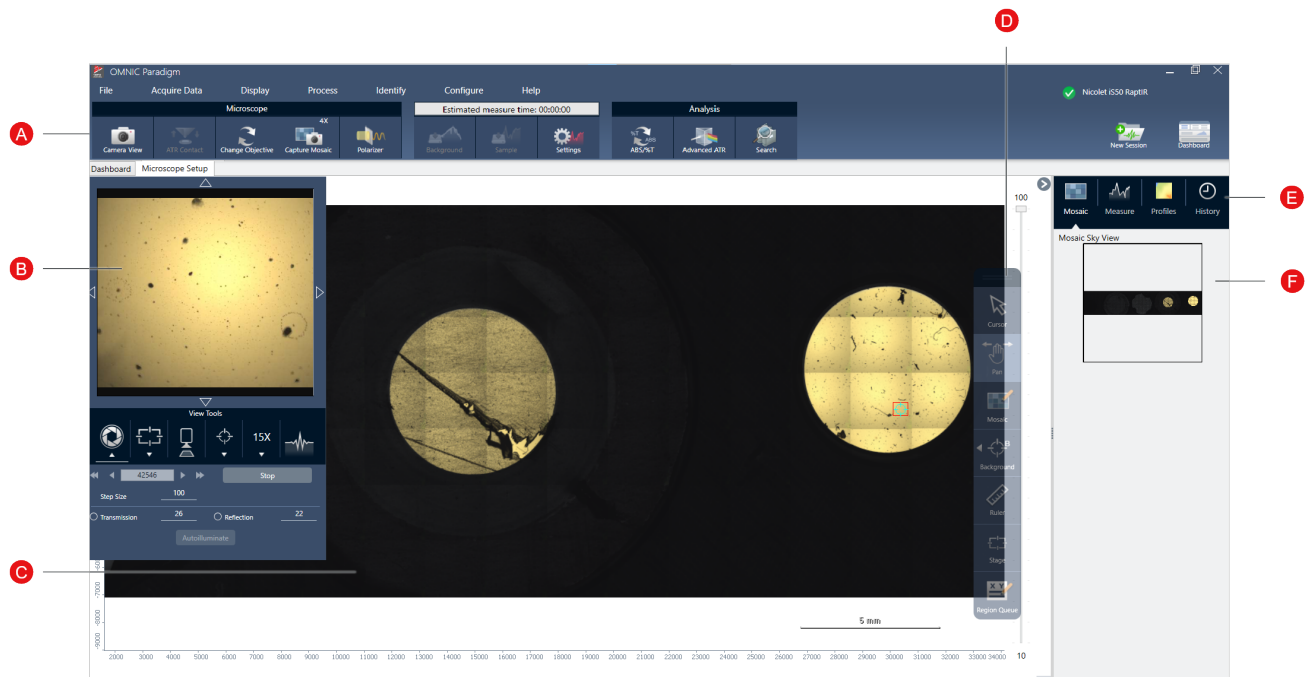 D
OMNIC Paradigm
File Acquire Data Display Process Identify Configure Help
Nicolet iS50 RaptIR
Microscope
Estimated measure time: 00:00:00
Analysis
A
4X
%T
ABS
Camera View ATR Contact Change Objective Capture Mosaic Polarizer Background Sample Settings ABS/%T Advanced ATR Search
New Session Dashboard
Dashboard Microscope Setup
100
Mosaic Measure Profiles History
E
Mosaic Sky View
B
F
Cursor
Pan
Mosaic
B
Background
Ruler
Stage
X Y
Region Queue
View Tools
15X
42546 Stop
Step Size 100
Transmission 26 Reflection 22
Autoilluminate
C
-7000
-8000
-9000
5 mm
2000 3000 4000 5000 6000 7000 8000 9000 10000 11000 12000 13000 14000 15000 16000 17000 18000 19000 20000 21000 22000 23000 24000 25000 26000 27000 28000 29000 30000 31000 32000 33000 34000
10